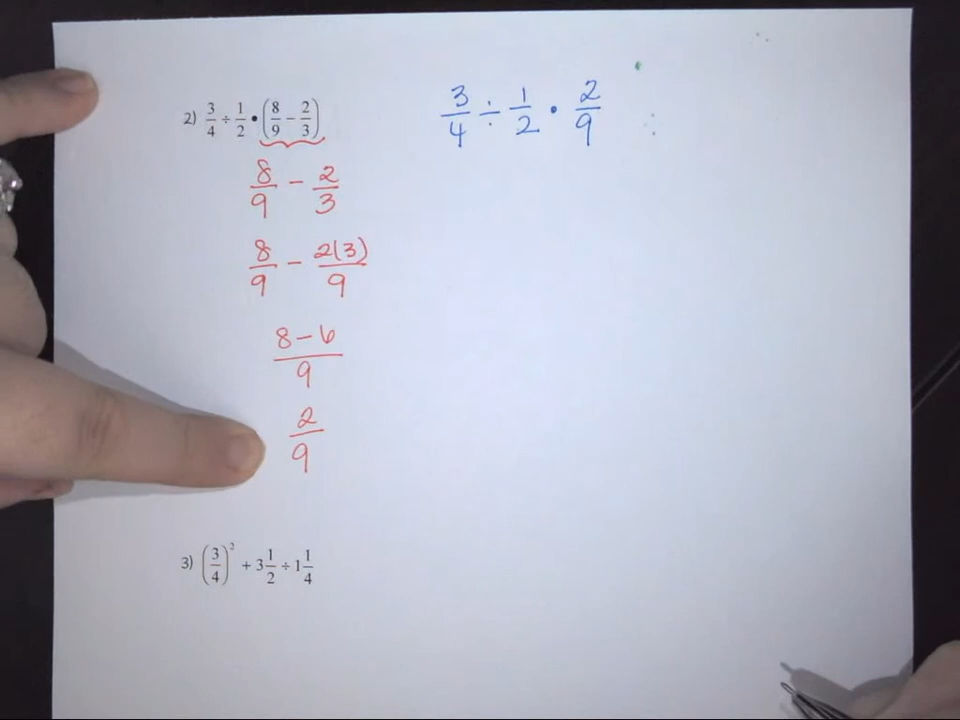 2) 3/4 ÷ 1/2 • (8/9 − 2/3)
3/4 ÷ 1/2 • 2/9
8/9 − 2/3
8/9 − 2(3)/9
8−6/9
2/9
3) (3/4)² + 3 1/2 ÷ 1 1/4